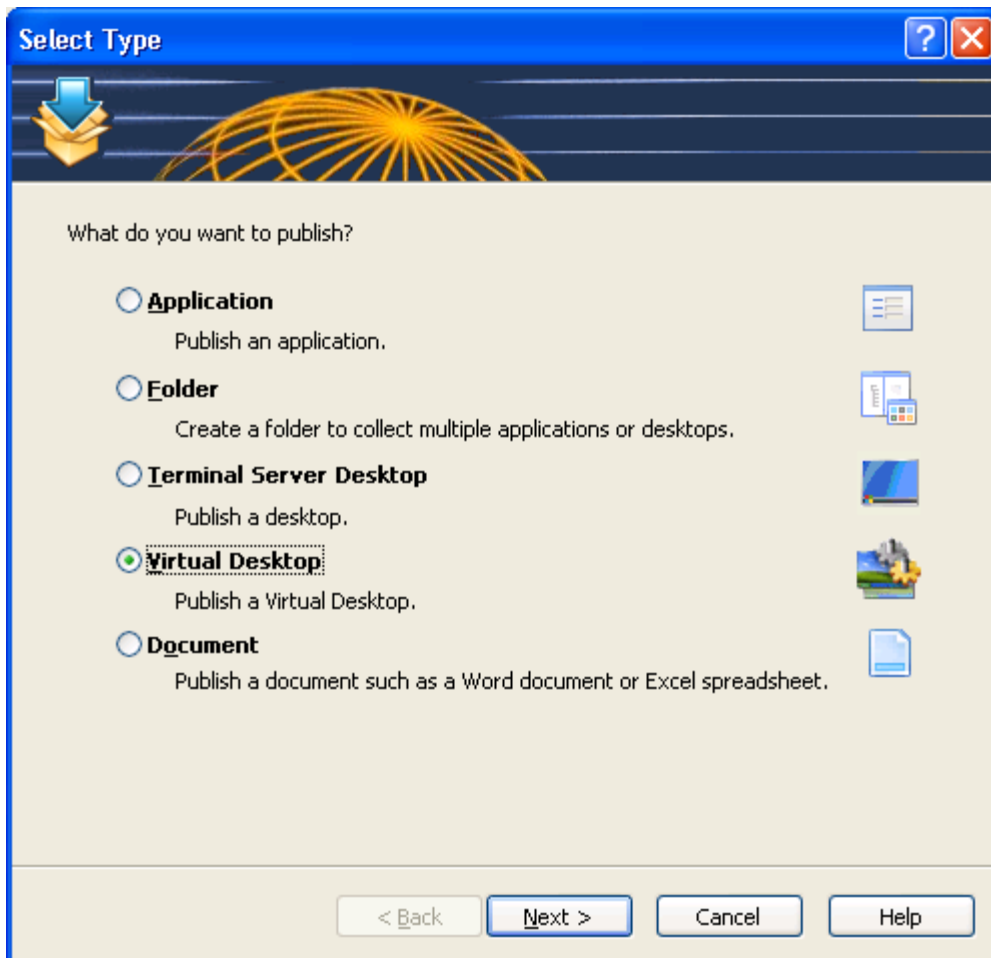 Select Type
What do you want to publish?
Application
Publish an application.
Folder
Create a folder to collect multiple applications or desktops.
Terminal Server Desktop
Publish a desktop.
Virtual Desktop
Publish a Virtual Desktop.
Document
Publish a document such as a Word document or Excel spreadsheet.
< Back Next > Cancel Help